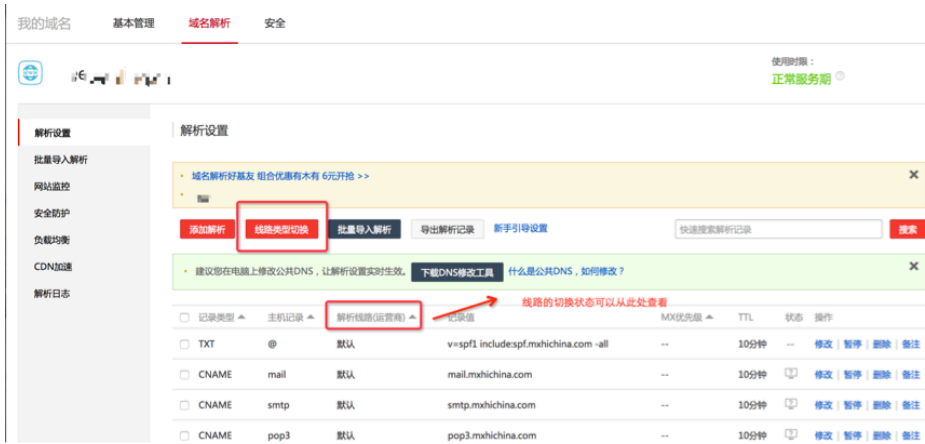 我的域名 基本管理 域名解析 安全
使用时限：
正常服务期
解析设置
批量导入解析
网站监控
安全防护
负载均衡
CDN加速
解析日志
解析设置
域名解析好基友 组合优惠有木有 6元开抢 >>
添加解析 线路类型切换 批量导入解析 导出解析记录 新手引导设置 快速搜索解析记录 搜索
建议您在电脑上修改公共DNS，让解析设置实时生效。 下载DNS修改工具 什么是公共DNS，如何修改？
线路的切换状态可以从此处查看
记录类型 主机记录 解析线路(运营商) 记录值 MX优先级 TTL 状态 操作
TXT @ 默认 v=spf1 include:spf.mxhichina.com -all -- 10分钟 -- 修改 | 暂停 | 删除 | 备注
CNAME mail 默认 mail.mxhichina.com -- 10分钟 修改 | 暂停 | 删除 | 备注
CNAME smtp 默认 smtp.mxhichina.com -- 10分钟 修改 | 暂停 | 删除 | 备注
CNAME pop3 默认 pop3.mxhichina.com -- 10分钟 修改 | 暂停 | 删除 | 备注